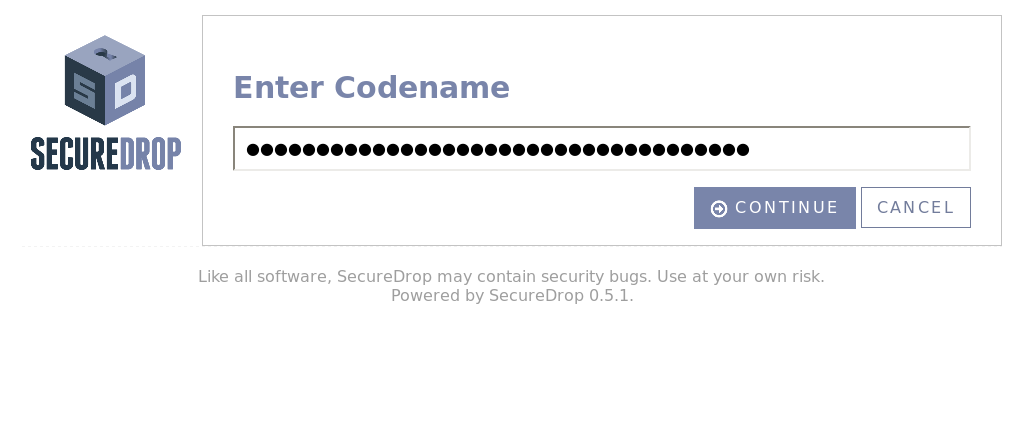 Enter Codename
SD
SECUREDROP
●●●●●●●●●●●●●●●●●●●●●●●●●●●●●●●●●●●●
CONTINUE CANCEL
Like all software, SecureDrop may contain security bugs. Use at your own risk.
Powered by SecureDrop 0.5.1.